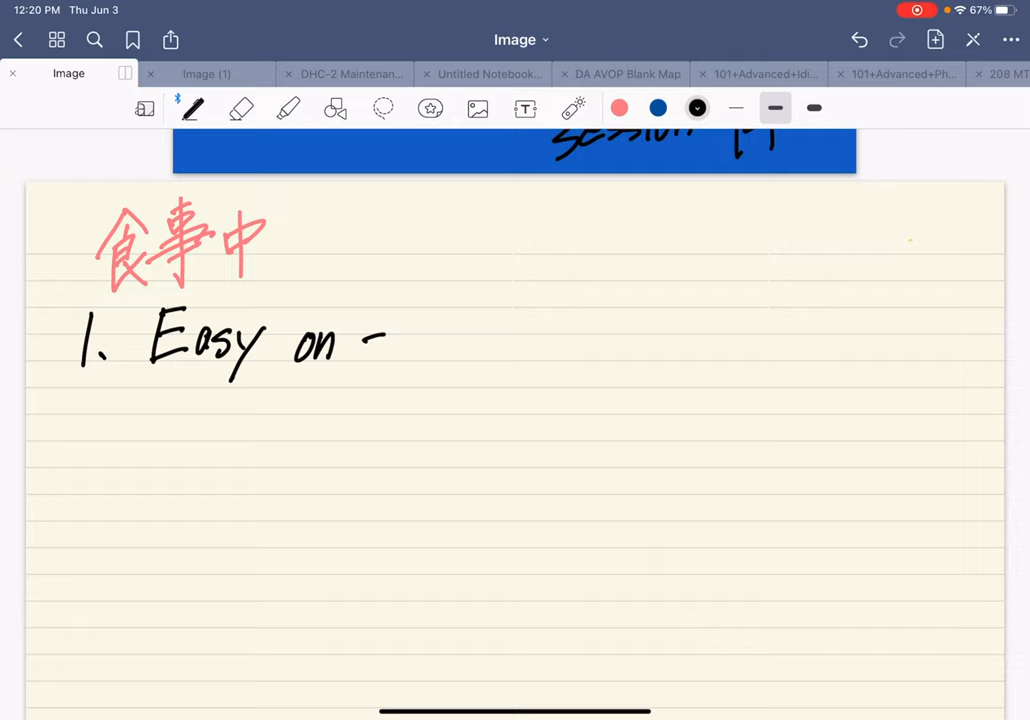 12:20 PM Thu Jun 3
67%
Image
Image
Image (1)
DHC-2 Maintenan...
Untitled Notebook...
DA AVOP Blank Map
101+Advanced+Idi...
101+Advanced+Ph...
208 MT
session
食事中
1. Easy on -